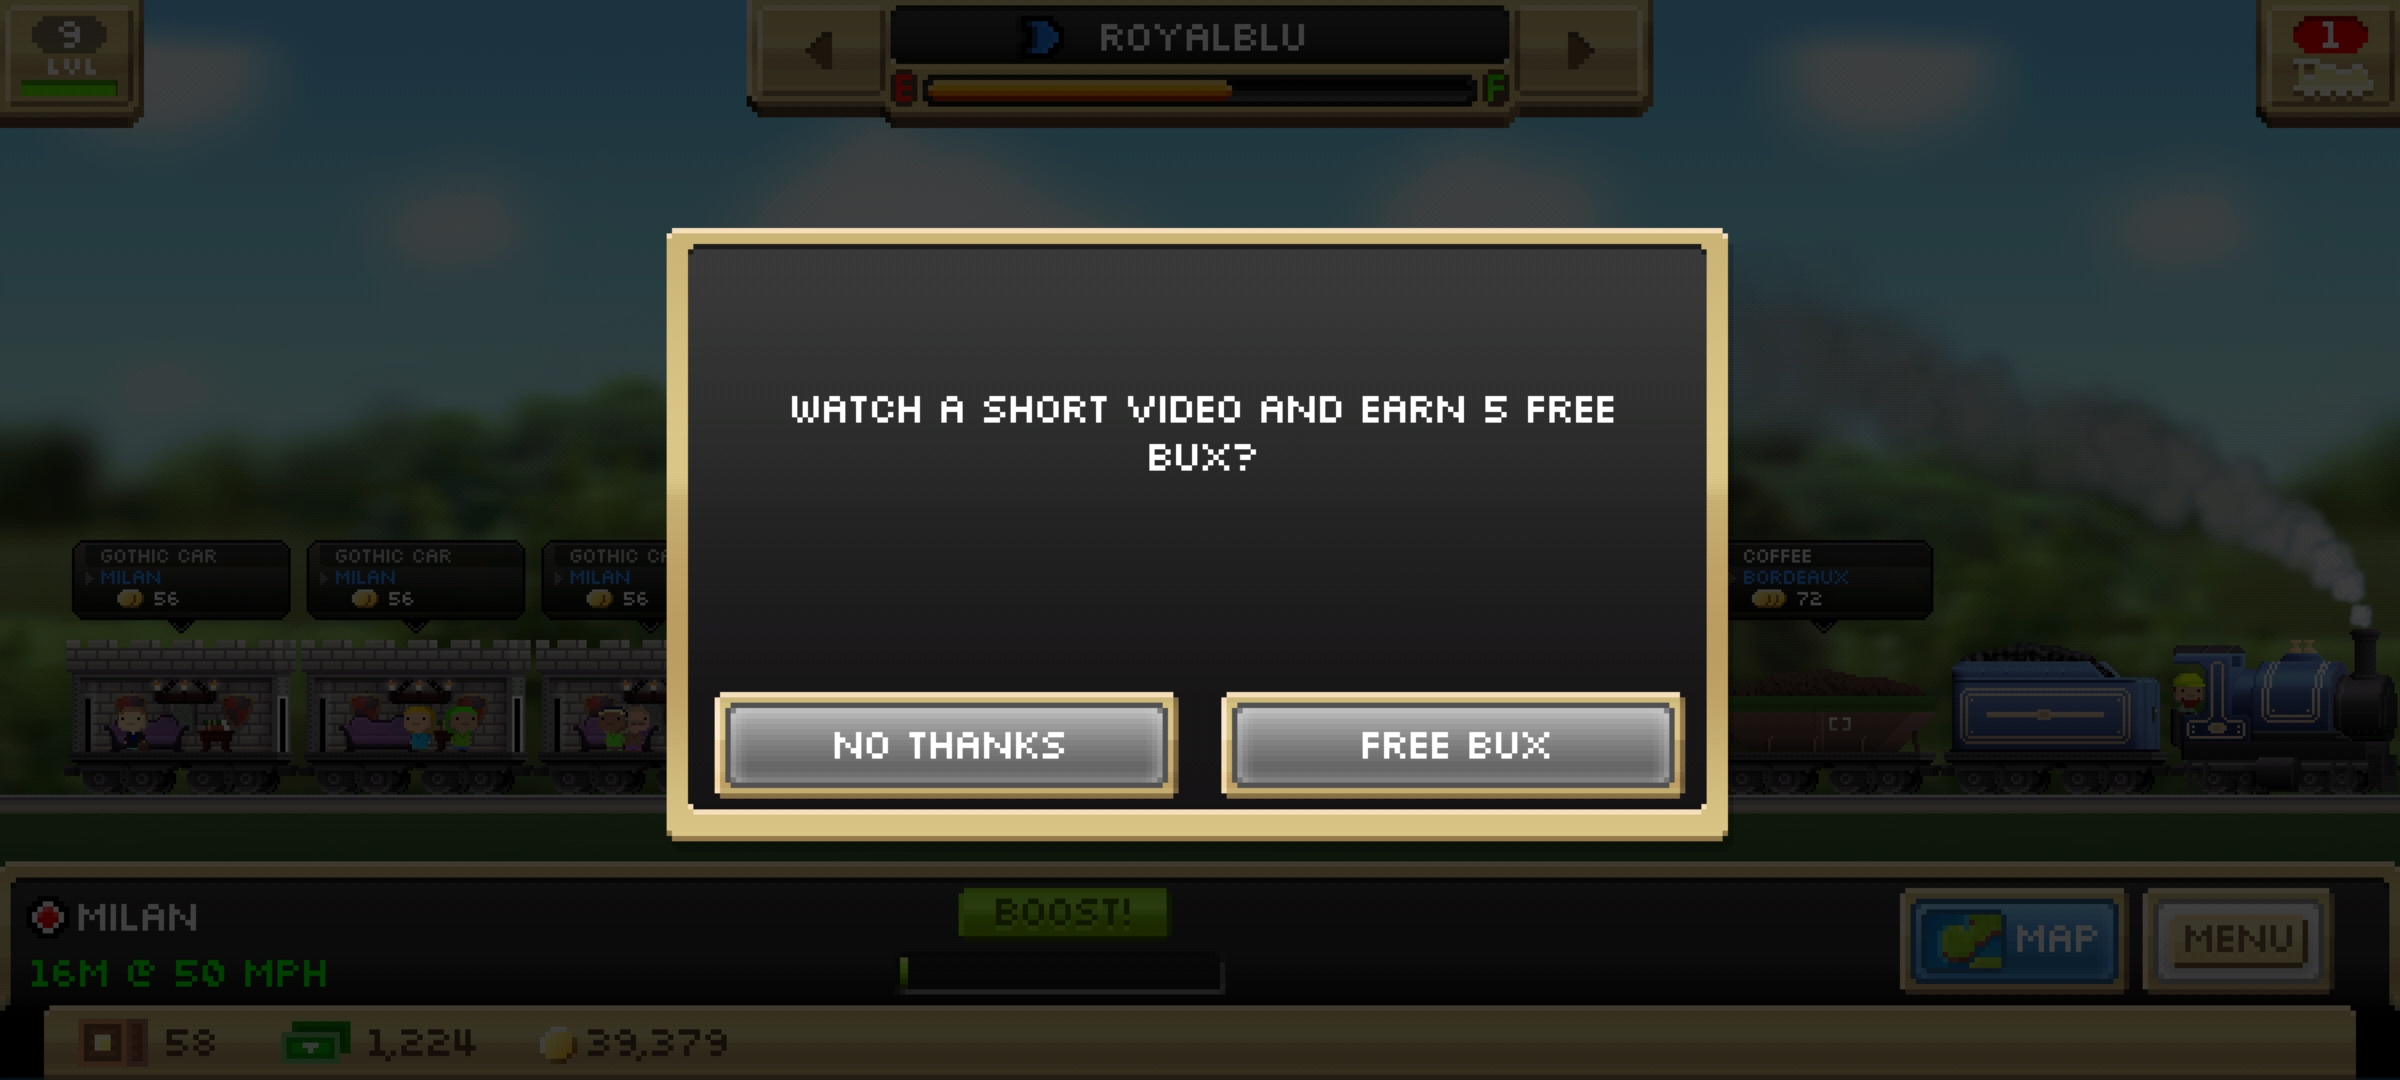 9
LVL
ROYALBLU
E F
1
WATCH A SHORT VIDEO AND EARN 5 FREE
BUX?
NO THANKS
FREE BUX
GOTHIC CAR
MILAN
56
GOTHIC CAR
MILAN
56
GOTHIC CA
MILAN
56
COFFEE
BORDEAUX
72
MILAN
16M @ 50 MPH
BOOST!
MAP
MENU
58 1,224 39,379